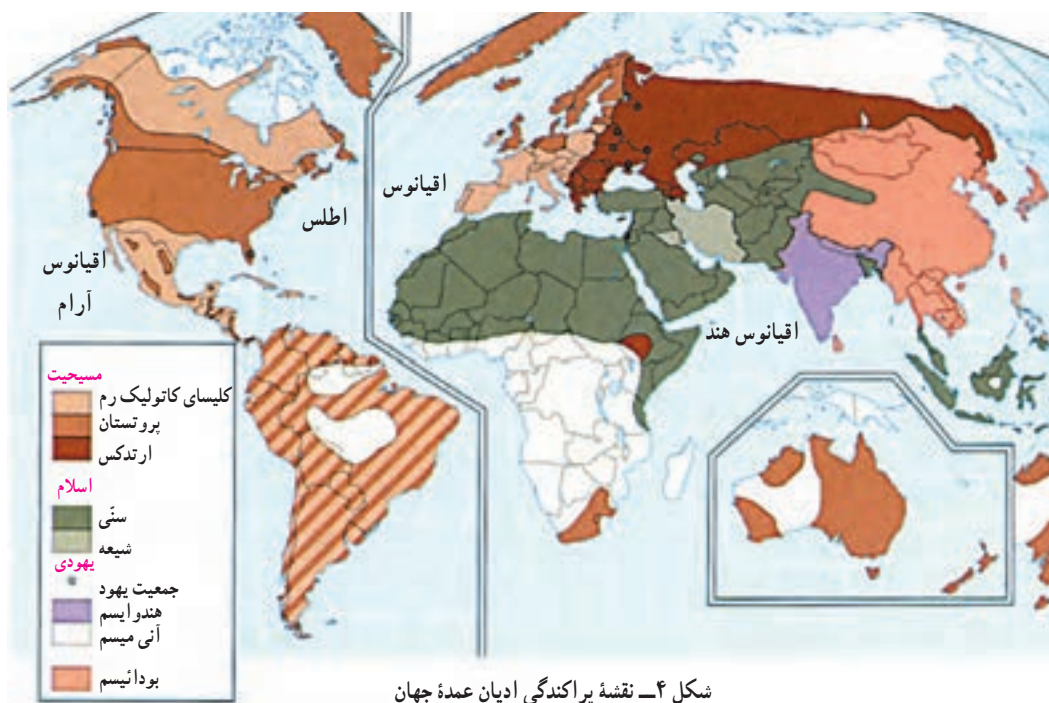 اقیانوس
اطلس
اقیانوس
آرام
اقیانوس هند
مسیحیت
کلیسای کاتولیک رم
پروتستان
ارتدکس
اسلام
سنّی
شیعه
یهودی
جمعیت یهود
هندوایسم
آنی میسم
بودائیسم
شکل ۴ــ نقشهٔ پراکندگی ادیان عمدهٔ جهان